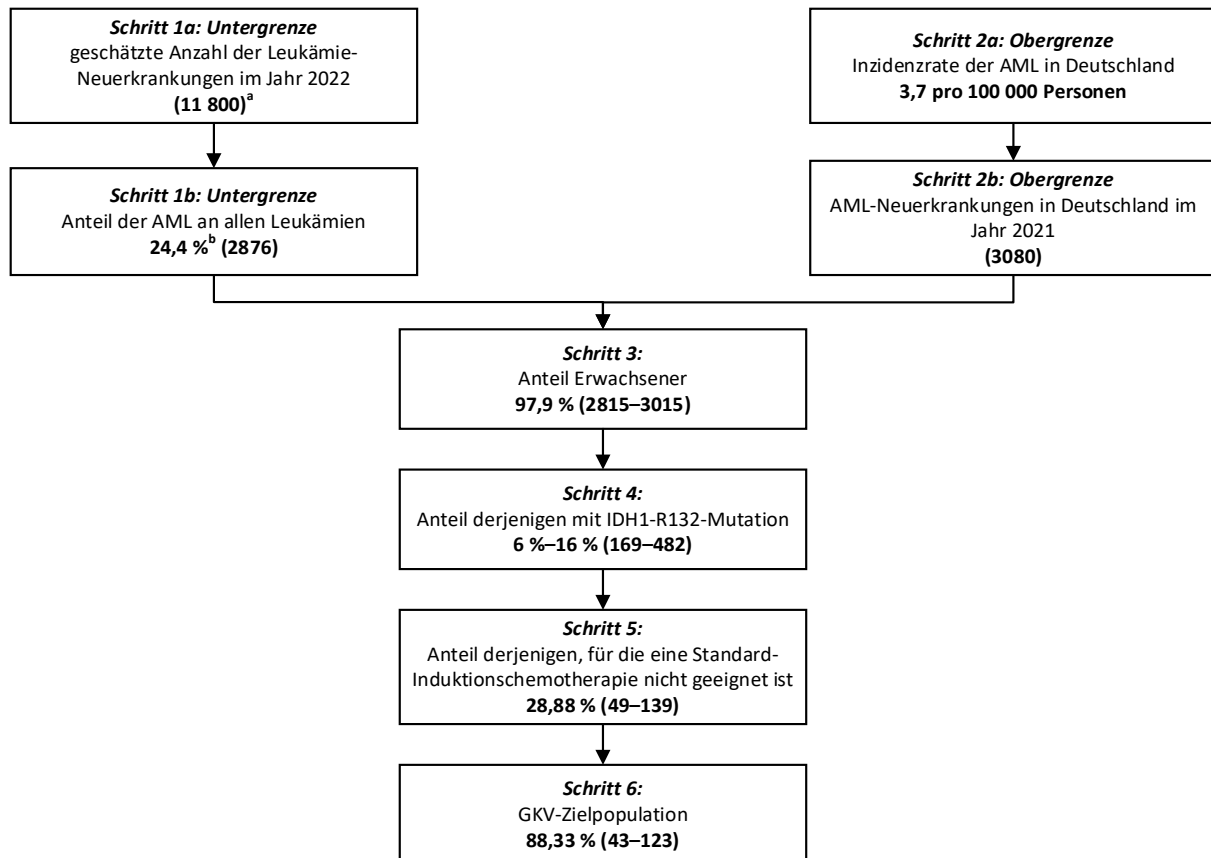 Schritt 1a: Untergrenze
geschätzte Anzahl der Leukämie-
Neuerkrankungen im Jahr 2022
(11 800)a
Schritt 2a: Obergrenze
Inzidenzrate der AML in Deutschland
3,7 pro 100 000 Personen
Schritt 1b: Untergrenze
Anteil der AML an allen Leukämien
24,4 %b (2876)
Schritt 2b: Obergrenze
AML-Neuerkrankungen in Deutschland im
Jahr 2021
(3080)
Schritt 3:
Anteil Erwachsener
97,9 % (2815–3015)
Schritt 4:
Anteil derjenigen mit IDH1-R132-Mutation
6 %–16 % (169–482)
Schritt 5:
Anteil derjenigen, für die eine Standard-
Induktionschemotherapie nicht geeignet ist
28,88 % (49–139)
Schritt 6:
GKV-Zielpopulation
88,33 % (43–123)